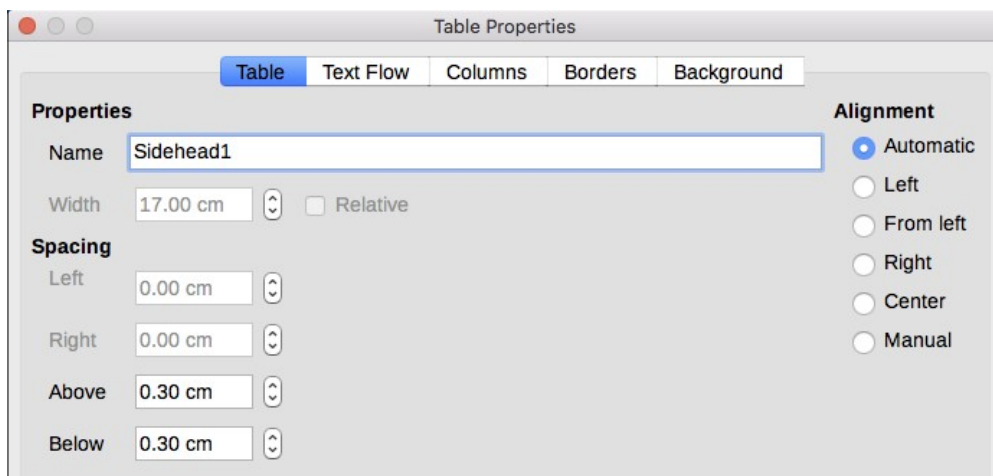 Table Properties
Table Text Flow Columns Borders Background
Properties
Name Sidehead1
Width 17.00 cm Relative
Spacing
Left 0.00 cm
Right 0.00 cm
Above 0.30 cm
Below 0.30 cm
Alignment
Automatic
Left
From left
Right
Center
Manual